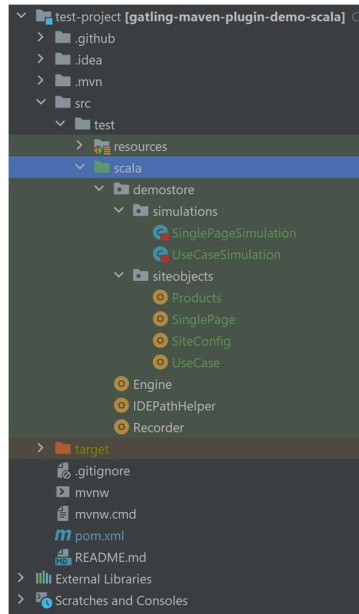 test-project [gatling-maven-plugin-demo-scala]
.github
.idea
.mvn
src
test
resources
scala
demostore
simulations
SinglePageSimulation
UseCaseSimulation
siteobjects
Products
SinglePage
SiteConfig
UseCase
Engine
IDEPathHelper
Recorder
target
.gitignore
mvnw
mvnw.cmd
m pom.xml
MD README.md
External Libraries
Scratches and Consoles